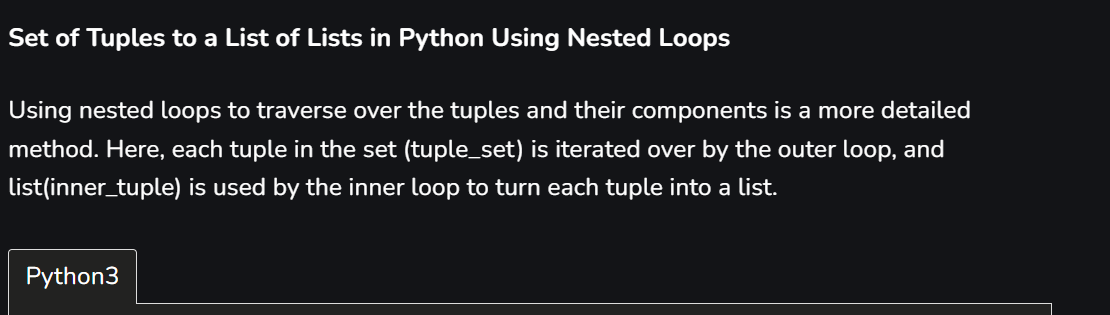 Set of Tuples to a List of Lists in Python Using Nested Loops
Using nested loops to traverse over the tuples and their components is a more detailed
method. Here, each tuple in the set (tuple_set) is iterated over by the outer loop, and
list(inner_tuple) is used by the inner loop to turn each tuple into a list.
Python3